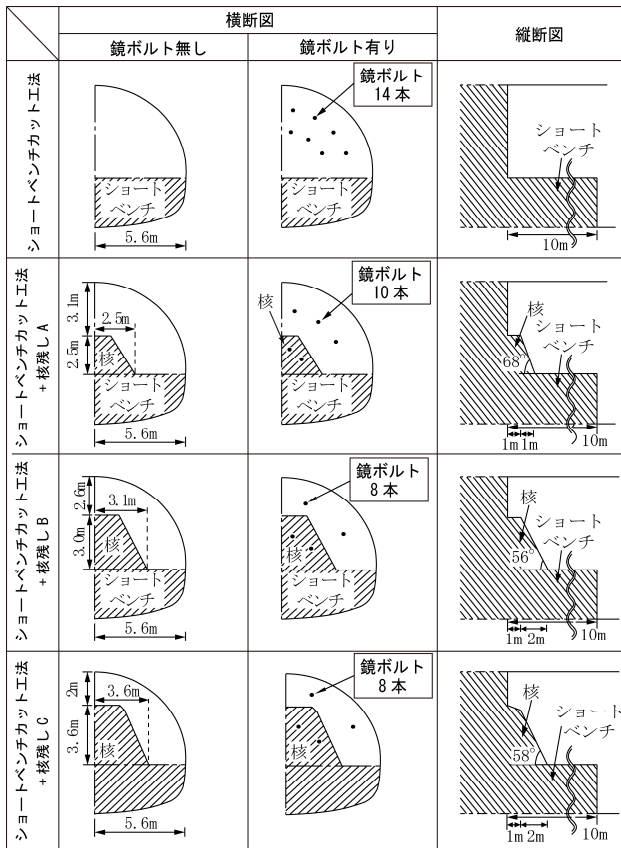 横断図
縦断図
鏡ボルト無し
鏡ボルト有り
ショートベンチカット工法
ショート
ベンチ
5.6m
鏡ボルト
14本
ショート
ベンチ
ショート
ベンチ
10m
ショートベンチカット工法
+核残しA
3.1m
2.5m
2.5m
核
ショート
ベンチ
5.6m
鏡ボルト
10本
核
ショート
ベンチ
核
ショート
ベンチ
68°
1m
1m
10m
ショートベンチカット工法
+核残しB
2.6m
3.1m
3.0m
核
ショート
ベンチ
5.6m
鏡ボルト
8本
核
ショート
ベンチ
核
ショート
ベンチ
56°
1m
2m
10m
ショートベンチカット工法
+核残しC
2m
3.6m
3.6m
核
5.6m
鏡ボルト
8本
核
核
ショート
ベンチ
58°
1m
2m
10m